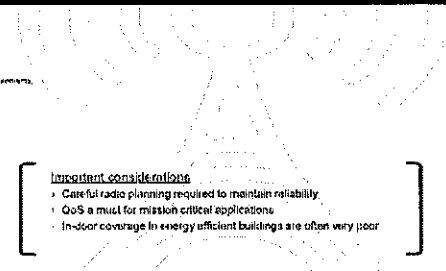 Important considerations
› Careful radio planning required to maintain reliability
› QoS a must for mission critical applications
› In-door coverage in energy efficient buildings are often very poor